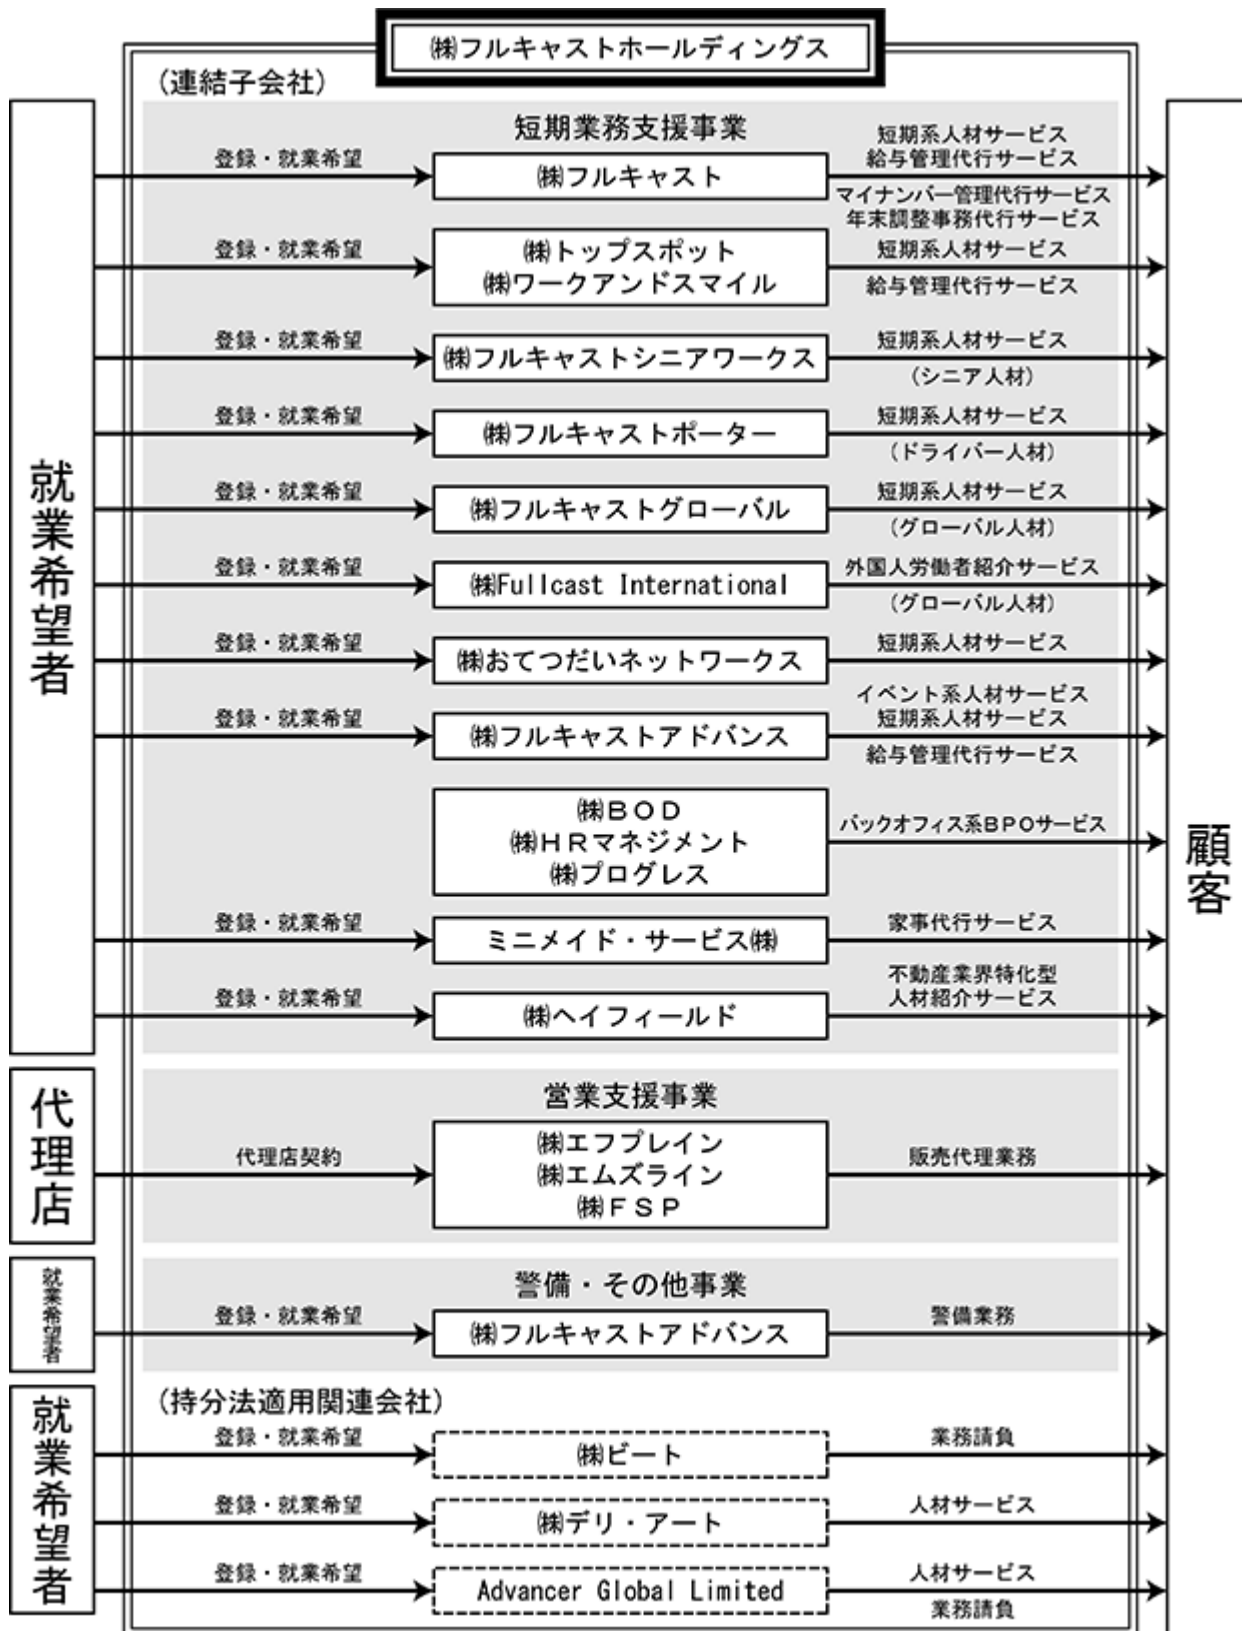 ㈱フルキャストホールディングス
(連結子会社)
就業希望者
顧客
短期業務支援事業
登録・就業希望
㈱フルキャスト
短期系人材サービス
給与管理代行サービス
マイナンバー管理代行サービス
年末調整事務代行サービス
登録・就業希望
㈱トップスポット
㈱ワークアンドスマイル
短期系人材サービス
給与管理代行サービス
登録・就業希望
㈱フルキャストシニアワークス
短期系人材サービス
(シニア人材)
登録・就業希望
㈱フルキャストポーター
短期系人材サービス
(ドライバー人材)
登録・就業希望
㈱フルキャストグローバル
短期系人材サービス
(グローバル人材)
登録・就業希望
㈱Fullcast International
外国人労働者紹介サービス
(グローバル人材)
登録・就業希望
㈱おてつだいネットワークス
短期系人材サービス
登録・就業希望
㈱フルキャストアドバンス
イベント系人材サービス
短期系人材サービス
給与管理代行サービス
㈱ＢＯＤ
㈱ＨＲマネジメント
㈱プログレス
バックオフィス系ＢＰＯサービス
登録・就業希望
ミニメイド・サービス㈱
家事代行サービス
登録・就業希望
㈱ヘイフィールド
不動産業界特化型
人材紹介サービス
代理店
営業支援事業
代理店契約
㈱エフプレイン
㈱エムズライン
㈱ＦＳＰ
販売代理業務
就業希望者
警備・その他事業
登録・就業希望
㈱フルキャストアドバンス
警備業務
就業希望者
(持分法適用関連会社)
登録・就業希望
㈱ビート
業務請負
登録・就業希望
㈱デリ・アート
人材サービス
登録・就業希望
Advancer Global Limited
人材サービス
業務請負